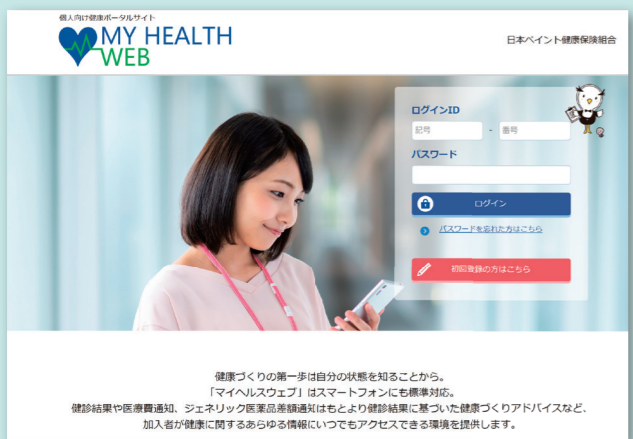 個人向け健康ポータルサイト
MY HEALTH
WEB
日本ペイント健康保険組合
ログインID
記号 - 番号
パスワード
ログイン
パスワードを忘れた方はこちら
初回登録の方はこちら
健康づくりの第一歩は自分の状態を知ることから。
「マイヘルスウェブ」はスマートフォンにも標準対応。
健診結果や医療費通知、ジェネリック医薬品差額通知はもとより健診結果に基づいた健康づくりアドバイスなど、
加入者が健康に関するあらゆる情報にいつでもアクセスできる環境を提供します。